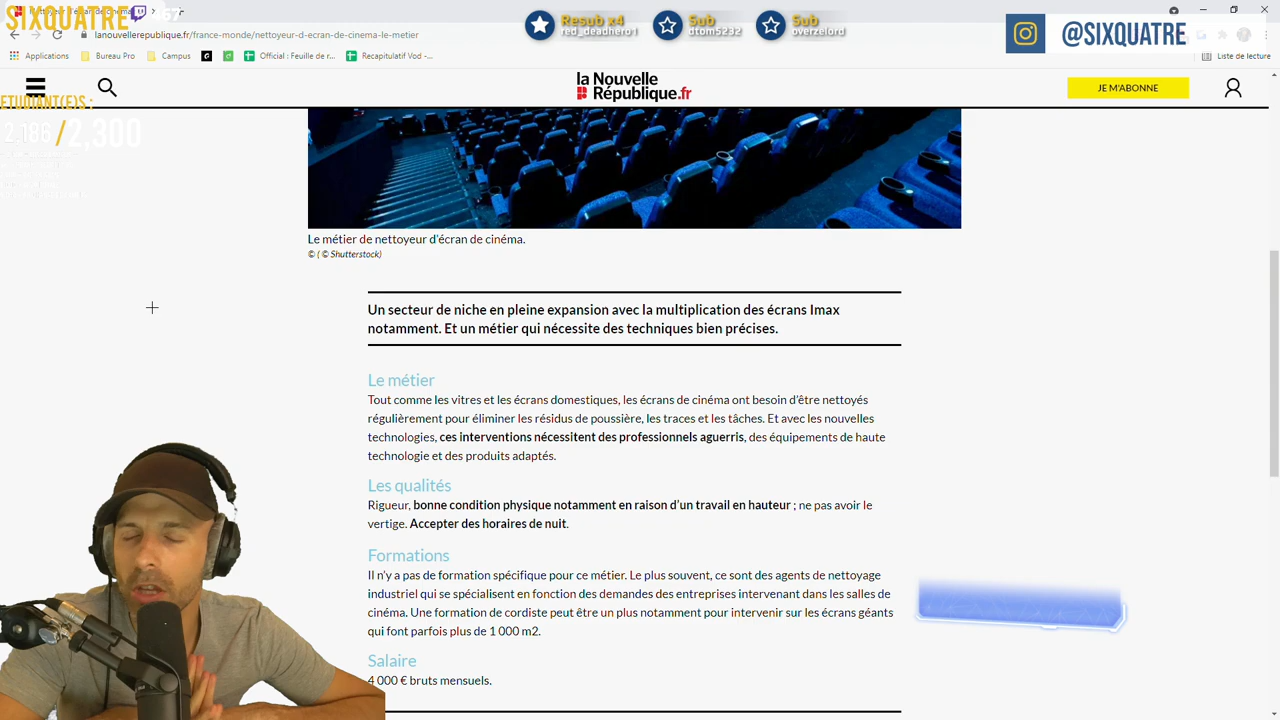 SIXQUATRE
467
Resub x4
red_deadhero1
Sub
dtom5232
Sub
overzelord
@SIXQUATRE
lanouvellerepublique.fr/france-monde/nettoyeur-d-ecran-de-cinema-le-metier
Applications
Bureau Pro
Campus
Official : Feuille de r...
Recapitulatif Vod -...
Liste de lecture
la Nouvelle
République.fr
JE M'ABONNE
ETUDIANT(E)S :
2,186 /2,300
Le métier de nettoyeur d'écran de cinéma.
© ( © Shutterstock)
Un secteur de niche en pleine expansion avec la multiplication des écrans Imax
notamment. Et un métier qui nécessite des techniques bien précises.
Le métier
Tout comme les vitres et les écrans domestiques, les écrans de cinéma ont besoin d'être nettoyés
régulièrement pour éliminer les résidus de poussière, les traces et les tâches. Et avec les nouvelles
technologies, ces interventions nécessitent des professionnels aguerris, des équipements de haute
technologie et des produits adaptés.
Les qualités
Rigueur, bonne condition physique notamment en raison d'un travail en hauteur ; ne pas avoir le
vertige. Accepter des horaires de nuit.
Formations
Il n'y a pas de formation spécifique pour ce métier. Le plus souvent, ce sont des agents de nettoyage
industriel qui se spécialisent en fonction des demandes des entreprises intervenant dans les salles de
cinéma. Une formation de cordiste peut être un plus notamment pour intervenir sur les écrans géants
qui font parfois plus de 1 000 m2.
Salaire
4 000 € bruts mensuels.